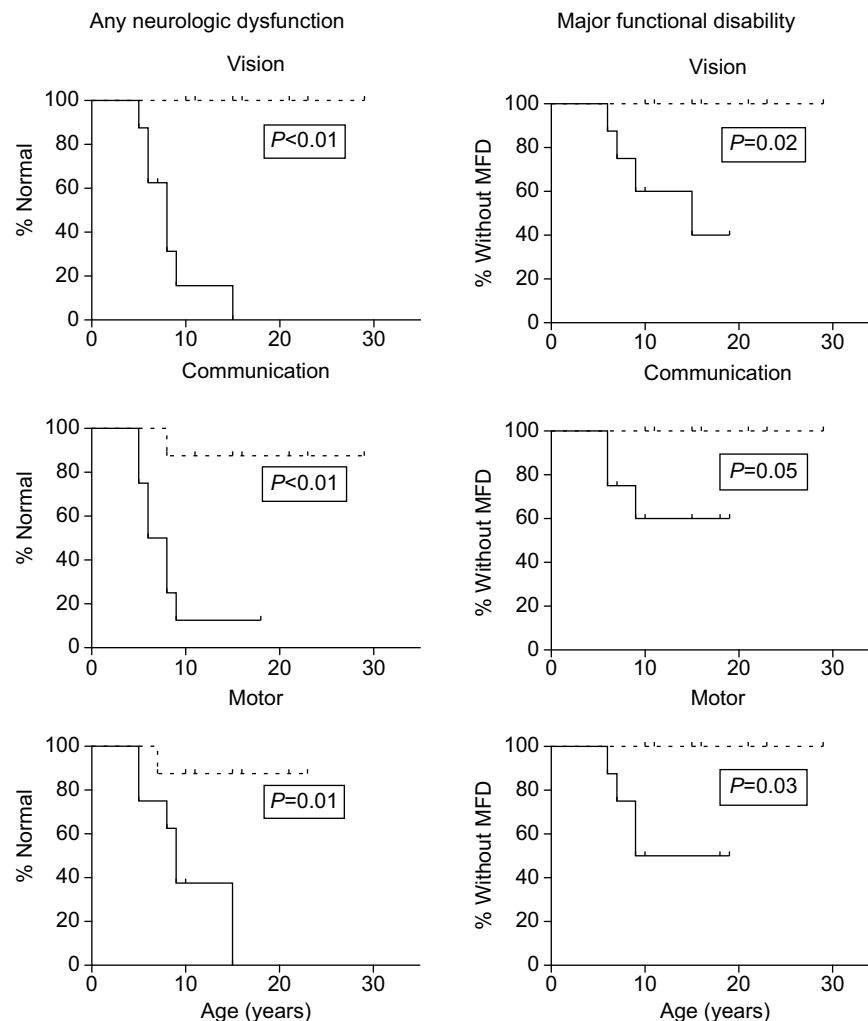 Any neurologic dysfunction
Major functional disability
Vision
100
80
60
40
20
0
% Normal
P<0.01
0 10 20 30
Vision
100
80
60
40
20
0
% Without MFD
P=0.02
0 10 20 30
Communication
100
80
60
40
20
0
% Normal
P<0.01
0 10 20 30
Communication
100
80
60
40
20
0
% Without MFD
P=0.05
0 10 20 30
Motor
100
80
60
40
20
0
% Normal
P=0.01
0 10 20 30
Age (years)
Motor
100
80
60
40
20
0
% Without MFD
P=0.03
0 10 20 30
Age (years)